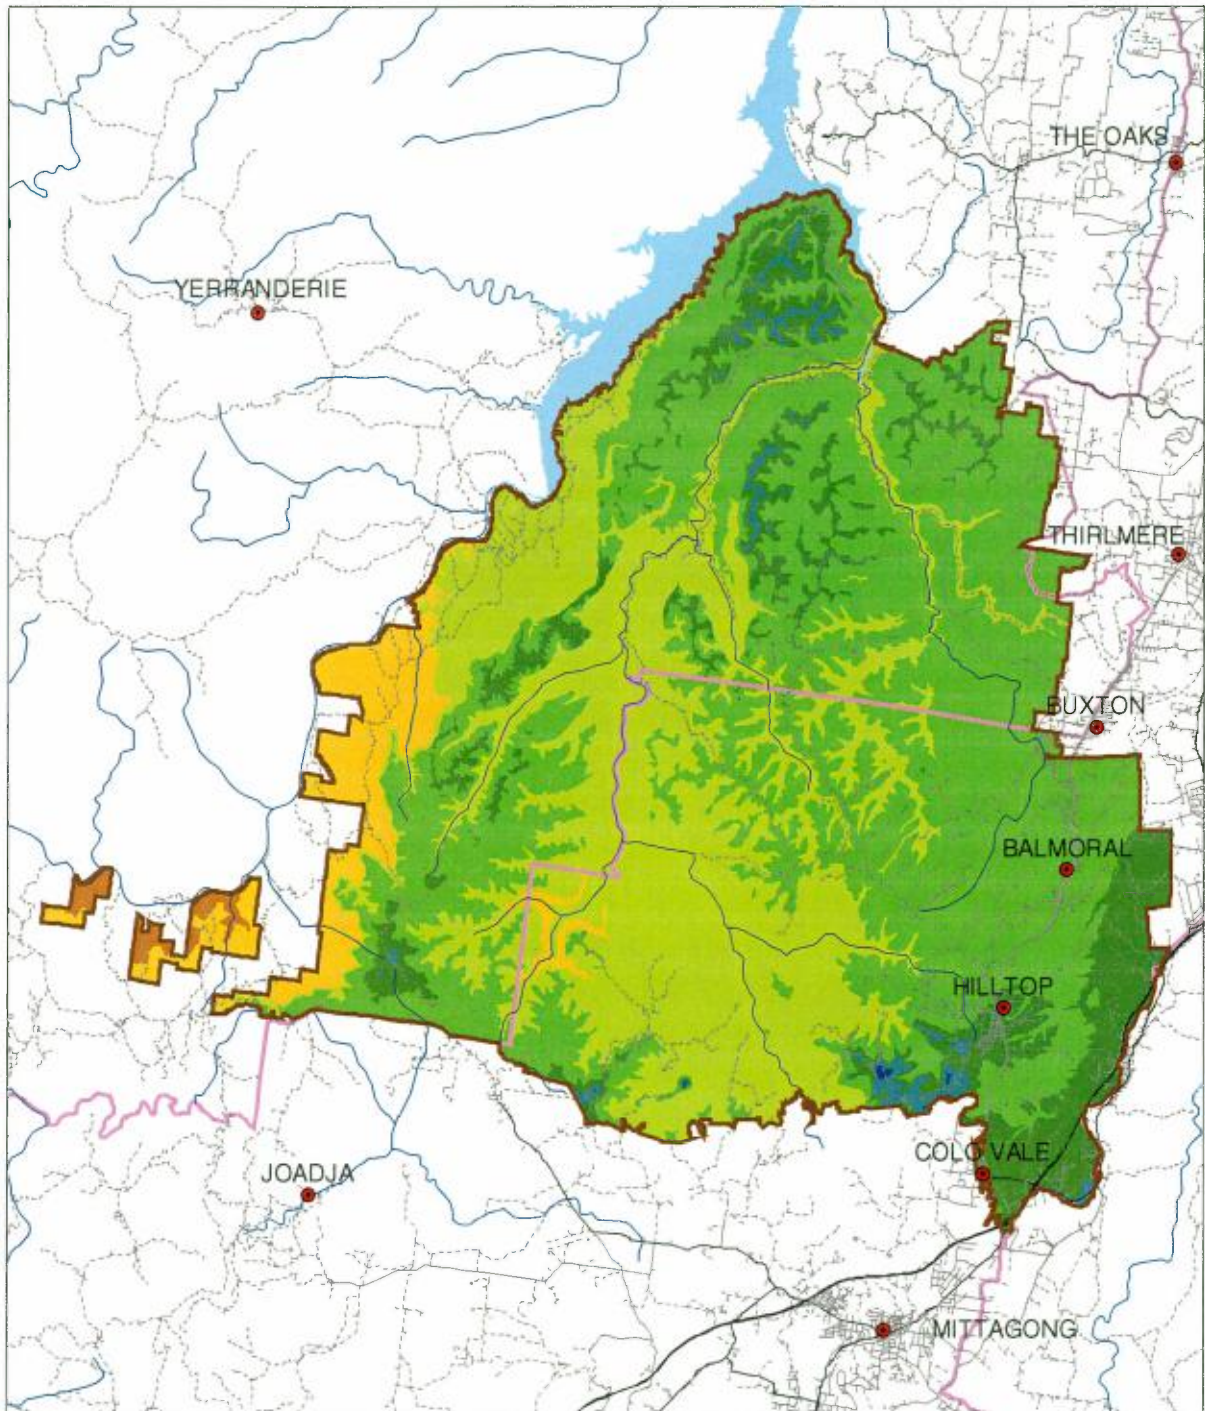 THE OAKS
YERRANDERIE
THIRLMERE
BUXTON
BALMORAL
HILLTOP
COLO VALE
JOADJA
MITTAGONG